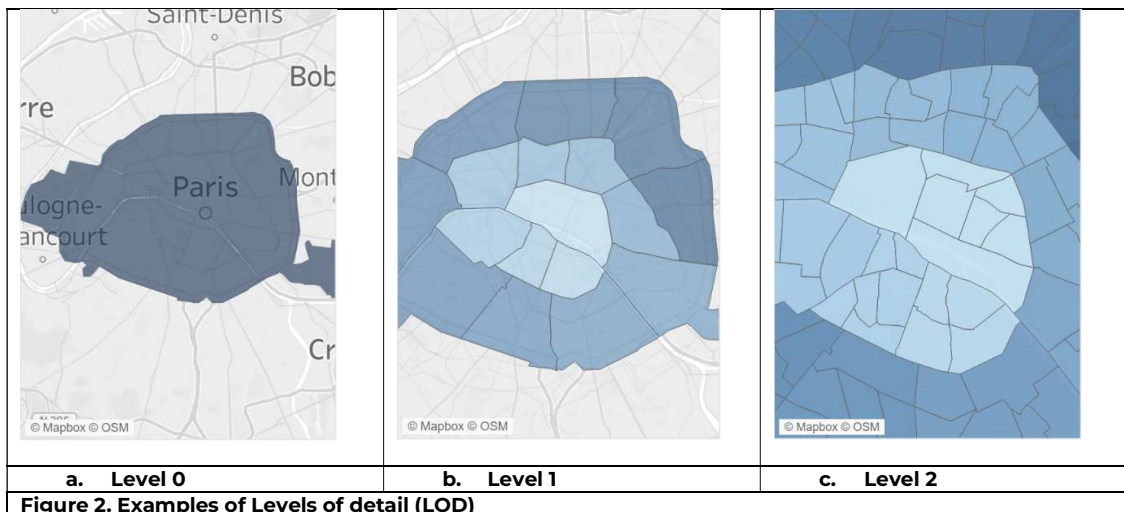 Saint-Denis
Bob
rre
Paris
Mont
ulogne-
ancourt
Cr
© Mapbox © OSM
© Mapbox © OSM
© Mapbox © OSM
a. Level 0
b. Level 1
c. Level 2
Figure 2. Examples of Levels of detail (LOD)